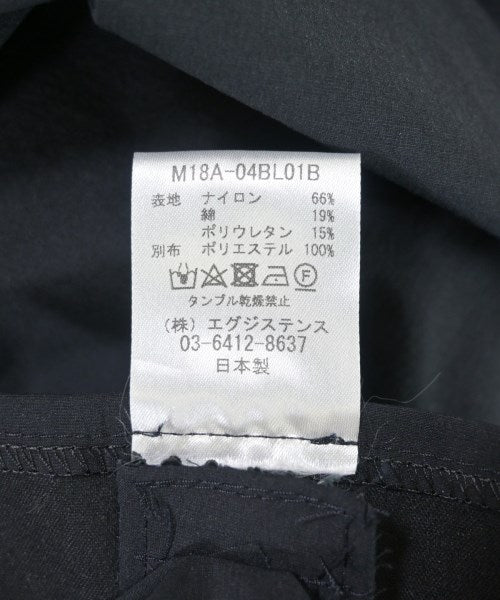 M18A-04BL01B
表地 ナイロン 66%
綿 19%
ポリウレタン 15%
別布 ポリエステル 100%
F
タンブル乾燥禁止
(株) エグジステンス
03-6412-8637
日本製